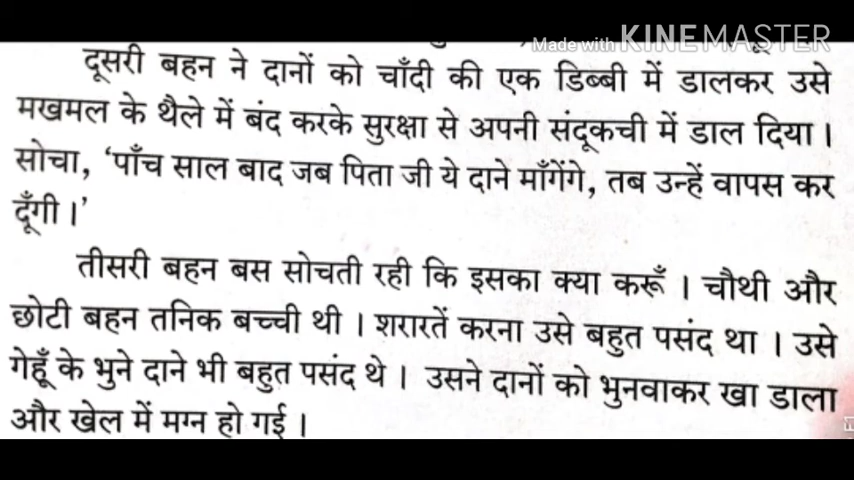 Made with KINEMASTER
दूसरी बहन ने दानों को चाँदी की एक डिब्बी में डालकर उसे
मखमल के थैले में बंद करके सुरक्षा से अपनी संदूकची में डाल दिया ।
सोचा, ‘पाँच साल बाद जब पिता जी ये दाने माँगेंगे, तब उन्हें वापस कर
दूँगी ।’
तीसरी बहन बस सोचती रही कि इसका क्या करूँ । चौथी और
छोटी बहन तनिक बच्ची थी । शरारतें करना उसे बहुत पसंद था । उसे
गेहूँ के भुने दाने भी बहुत पसंद थे । उसने दानों को भुनवाकर खा डाला
और खेल में मग्न हो गई ।